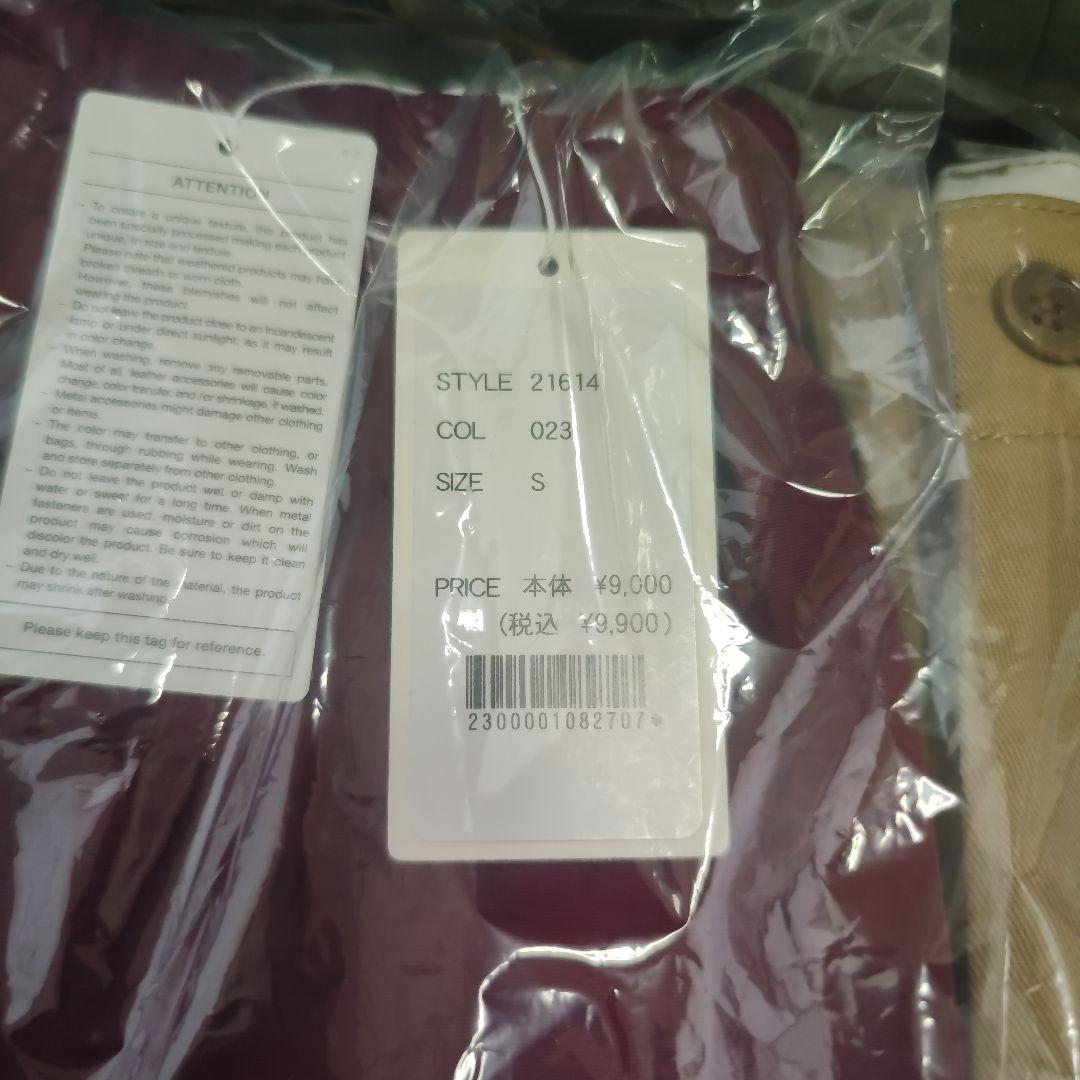 ATTENTION
- To create a unique texture, this product has
been specially processed making each product
unique, in size and texture.
Please note that weathered products may have
broken threads or worn cloth.
However, these blemishes will not affect
wearing the product.
- Do not leave the product close to an incandescent
lamp or under direct sunlight; as it may result
in color change.
- When washing, remove any removable parts.
Most of all, leather accessories will cause color
change, color transfer, and /or shrinkage, if washed.
- Metal accessories might damage other clothing
or items.
- The color may transfer to other clothing, or
bags, through rubbing while wearing. Wash
and store separately from other clothing.
- Do not leave the product wet or damp with
water or sweat for a long time. When metal
fasteners are used, moisture or dirt on the
product may cause corrosion which will
discolor the product. Be sure to keep it clean
and dry well.
- Due to the nature of the material, the product
may shrink after washing.
Please keep this tag for reference.
STYLE 21614
COL 023
SIZE S
PRICE 本体 ¥9,000
(税込 ¥9,900)
2300001082707*